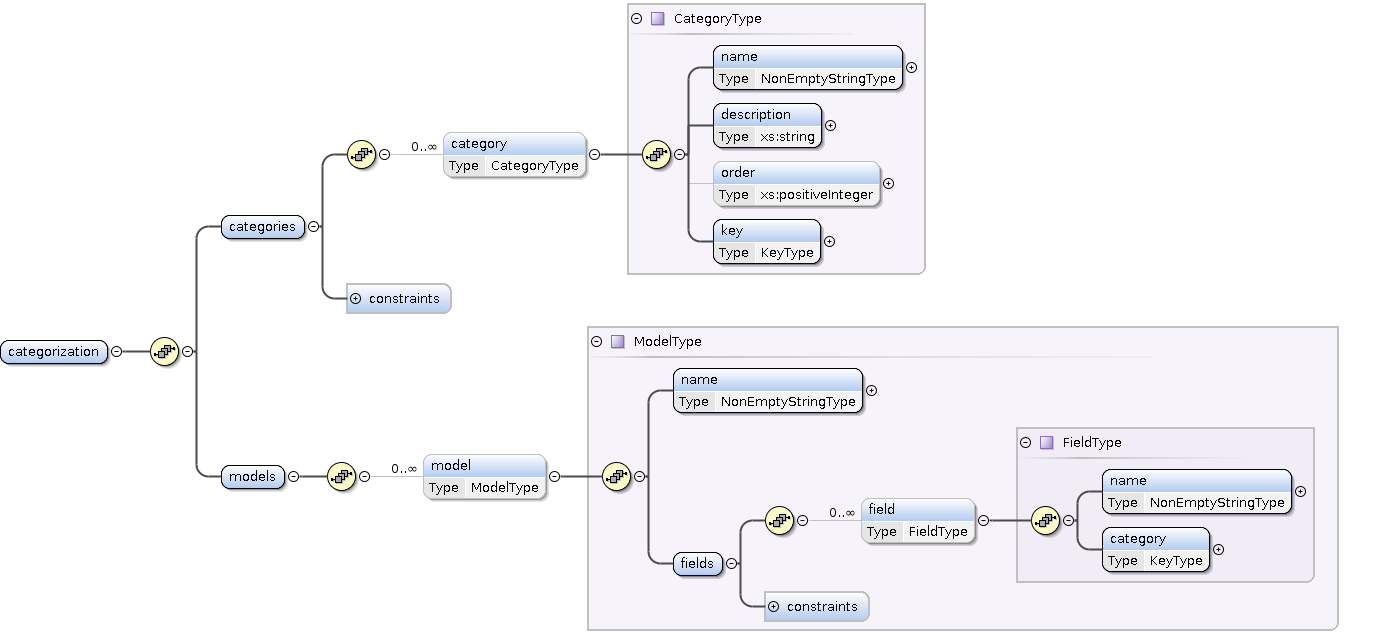 CategoryType
name
Type NonEmptyStringType
description
Type xs:string
0..∞
category
Type CategoryType
order
Type xs:positiveInteger
key
Type KeyType
categories
constraints
categorization
ModelType
name
Type NonEmptyStringType
FieldType
0..∞
model
Type ModelType
models
name
Type NonEmptyStringType
0..∞
field
Type FieldType
category
Type KeyType
fields
constraints